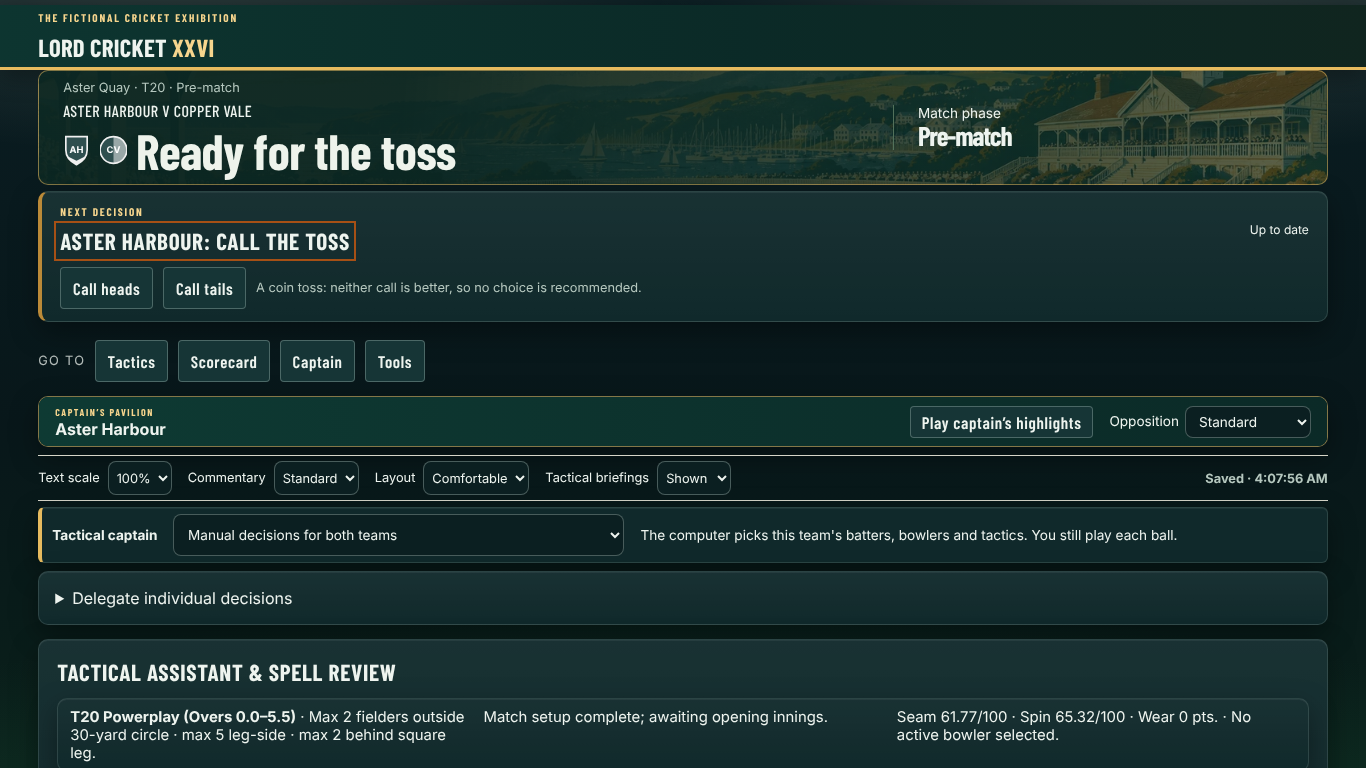 THE FICTIONAL CRICKET EXHIBITION
LORD CRICKET XXVI
Aster Quay · T20 · Pre-match
ASTER HARBOUR V COPPER VALE
AH CV Ready for the toss
Match phase
Pre-match
NEXT DECISION
ASTER HARBOUR: CALL THE TOSS
Up to date
Call heads Call tails A coin toss: neither call is better, so no choice is recommended.
GO TO Tactics Scorecard Captain Tools
CAPTAIN'S PAVILION
Aster Harbour
Play captain’s highlights Opposition Standard
Text scale 100% Commentary Standard Layout Comfortable Tactical briefings Shown Saved · 4:07:56 AM
Tactical captain Manual decisions for both teams The computer picks this team's batters, bowlers and tactics. You still play each ball.
Delegate individual decisions
TACTICAL ASSISTANT & SPELL REVIEW
T20 Powerplay (Overs 0.0–5.5) · Max 2 fielders outside
30-yard circle · max 5 leg-side · max 2 behind square
leg.
Match setup complete; awaiting opening innings.
Seam 61.77/100 · Spin 65.32/100 · Wear 0 pts. · No
active bowler selected.